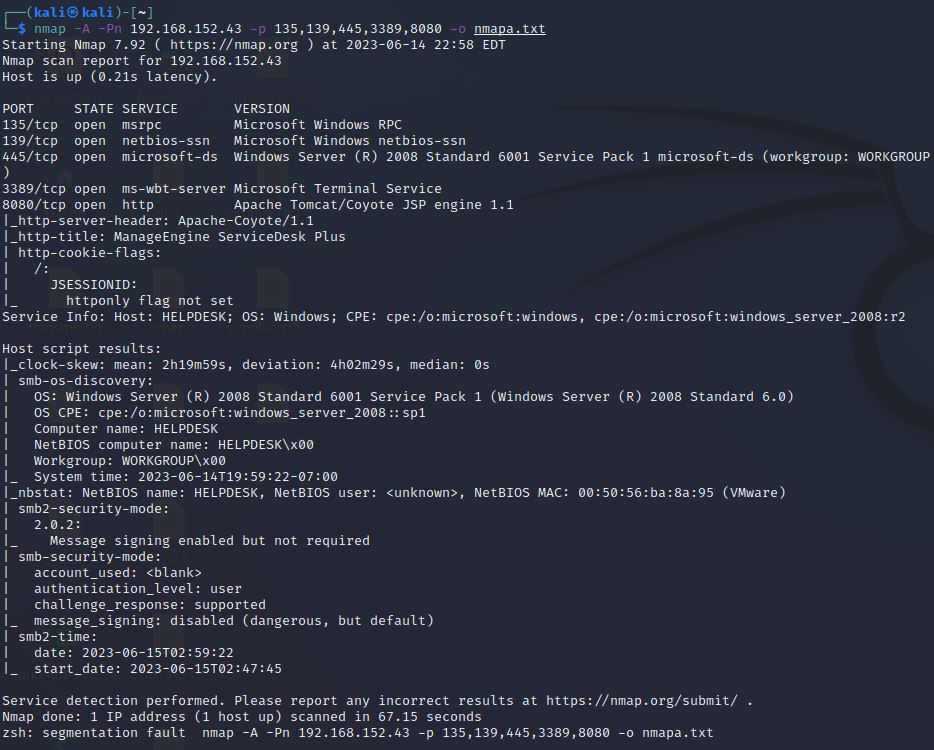 ┌──(kali㉿kali)-[~]
└─$ nmap -A -Pn 192.168.152.43 -p 135,139,445,3389,8080 -o nmapa.txt
Starting Nmap 7.92 ( https://nmap.org ) at 2023-06-14 22:58 EDT
Nmap scan report for 192.168.152.43
Host is up (0.21s latency).

PORT     STATE SERVICE       VERSION
135/tcp  open  msrpc         Microsoft Windows RPC
139/tcp  open  netbios-ssn   Microsoft Windows netbios-ssn
445/tcp  open  microsoft-ds  Windows Server (R) 2008 Standard 6001 Service Pack 1 microsoft-ds (workgroup: WORKGROUP
)
3389/tcp open  ms-wbt-server Microsoft Terminal Service
8080/tcp open  http          Apache Tomcat/Coyote JSP engine 1.1
|_http-server-header: Apache-Coyote/1.1
|_http-title: ManageEngine ServiceDesk Plus
| http-cookie-flags:
|   /:
|     JSESSIONID:
|_      httponly flag not set
Service Info: Host: HELPDESK; OS: Windows; CPE: cpe:/o:microsoft:windows, cpe:/o:microsoft:windows_server_2008:r2

Host script results:
|_clock-skew: mean: 2h19m59s, deviation: 4h02m29s, median: 0s
| smb-os-discovery:
|   OS: Windows Server (R) 2008 Standard 6001 Service Pack 1 (Windows Server (R) 2008 Standard 6.0)
|   OS CPE: cpe:/o:microsoft:windows_server_2008::sp1
|   Computer name: HELPDESK
|   NetBIOS computer name: HELPDESK\x00
|   Workgroup: WORKGROUP\x00
|_  System time: 2023-06-14T19:59:22-07:00
|_nbstat: NetBIOS name: HELPDESK, NetBIOS user: <unknown>, NetBIOS MAC: 00:50:56:ba:8a:95 (VMware)
| smb2-security-mode:
|   2.0.2:
|_    Message signing enabled but not required
| smb-security-mode:
|   account_used: <blank>
|   authentication_level: user
|   challenge_response: supported
|_  message_signing: disabled (dangerous, but default)
| smb2-time:
|   date: 2023-06-15T02:59:22
|_  start_date: 2023-06-15T02:47:45

Service detection performed. Please report any incorrect results at https://nmap.org/submit/ .
Nmap done: 1 IP address (1 host up) scanned in 67.15 seconds
zsh: segmentation fault  nmap -A -Pn 192.168.152.43 -p 135,139,445,3389,8080 -o nmapa.txt